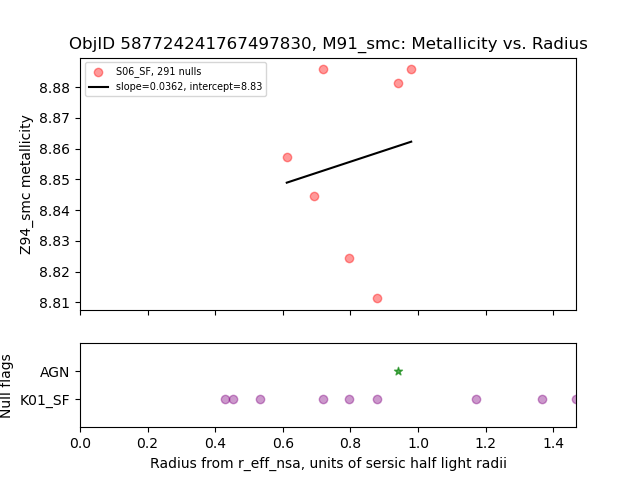 ObjID 587724241767497830, M91_smc: Metallicity vs. Radius
S06_SF, 291 nulls
slope=0.0362, intercept=8.83
8.88
8.87
8.86
8.85
8.84
8.83
8.82
8.81
Z94_smc metallicity
AGN
K01_SF
Null flags
0.0 0.2 0.4 0.6 0.8 1.0 1.2 1.4
Radius from r_eff_nsa, units of sersic half light radii